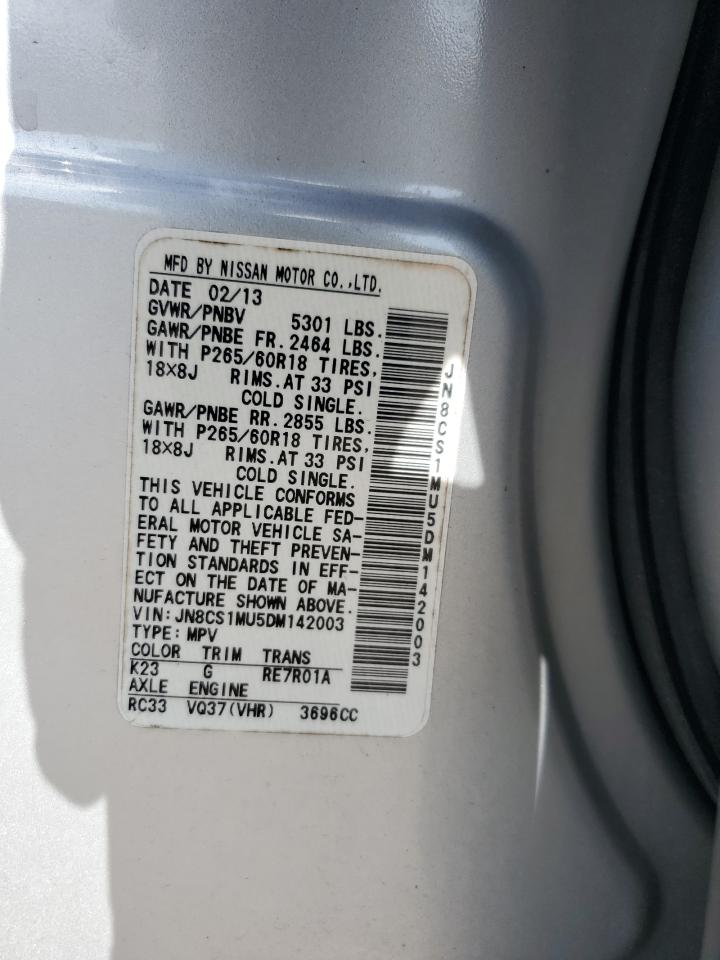 MFD BY NISSAN MOTOR CO.,LTD.
DATE 02/13
GVWR/PNBV 5301 LBS.
GAWR/PNBE FR. 2464 LBS.
WITH P265/60R18 TIRES,
18X8J RIMS. AT 33 PSI
COLD SINGLE.
GAWR/PNBE RR. 2855 LBS.
WITH P265/60R18 TIRES,
18X8J RIMS. AT 33 PSI
COLD SINGLE.
THIS VEHICLE CONFORMS
TO ALL APPLICABLE FED-
ERAL MOTOR VEHICLE SA-
FETY AND THEFT PREVEN-
TION STANDARDS IN EFF-
ECT ON THE DATE OF MA-
NUFACTURE SHOWN ABOVE.
VIN: JN8CS1MU5DM142003
TYPE: MPV
COLOR TRIM TRANS
K23 G RE7R01A
AXLE ENGINE
RC33 VQ37(VHR) 3696CC
JN8CS1MU5DM142003